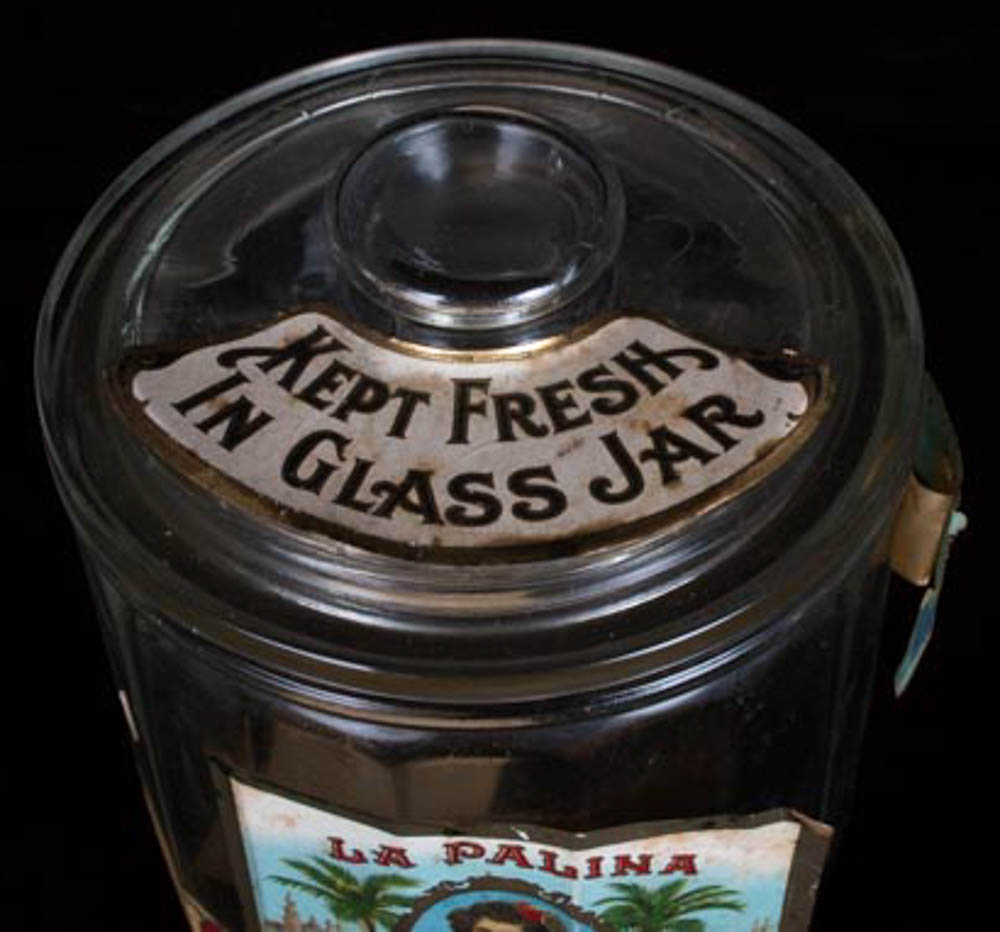 KEPT FRESH
IN GLASS JAR
LA PALINA